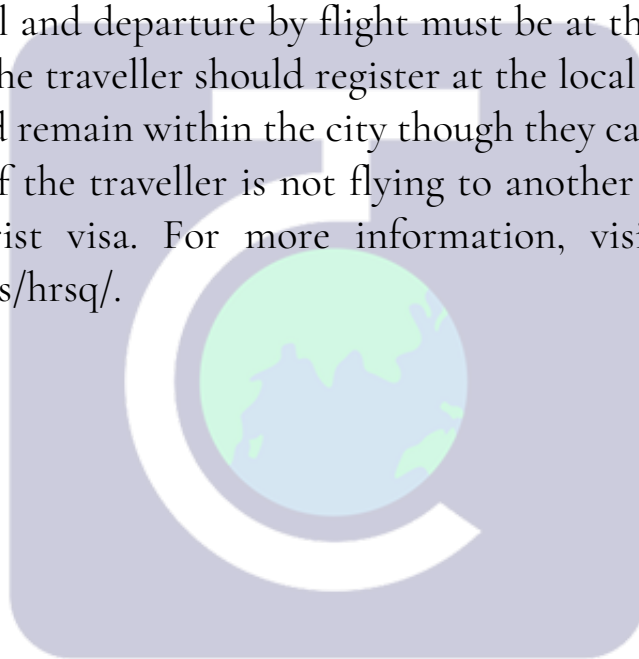 l and departure by flight must be at th
he traveller should register at the local
d remain within the city though they ca
f the traveller is not flying to another
ist visa. For more information, visi
s/hrsq/.